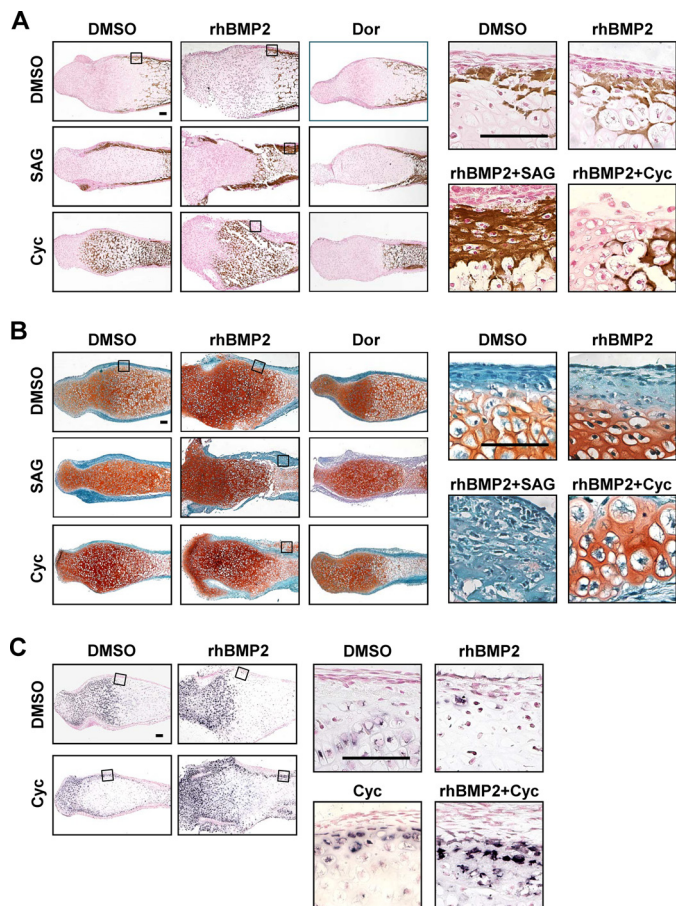 A
DMSO rhBMP2 Dor DMSO rhBMP2
DMSO
SAG
rhBMP2+SAG rhBMP2+Cyc
Cyc
B
DMSO rhBMP2 Dor DMSO rhBMP2
DMSO
SAG
rhBMP2+SAG rhBMP2+Cyc
Cyc
C
DMSO rhBMP2 DMSO rhBMP2
DMSO
Cyc
Cyc rhBMP2+Cyc